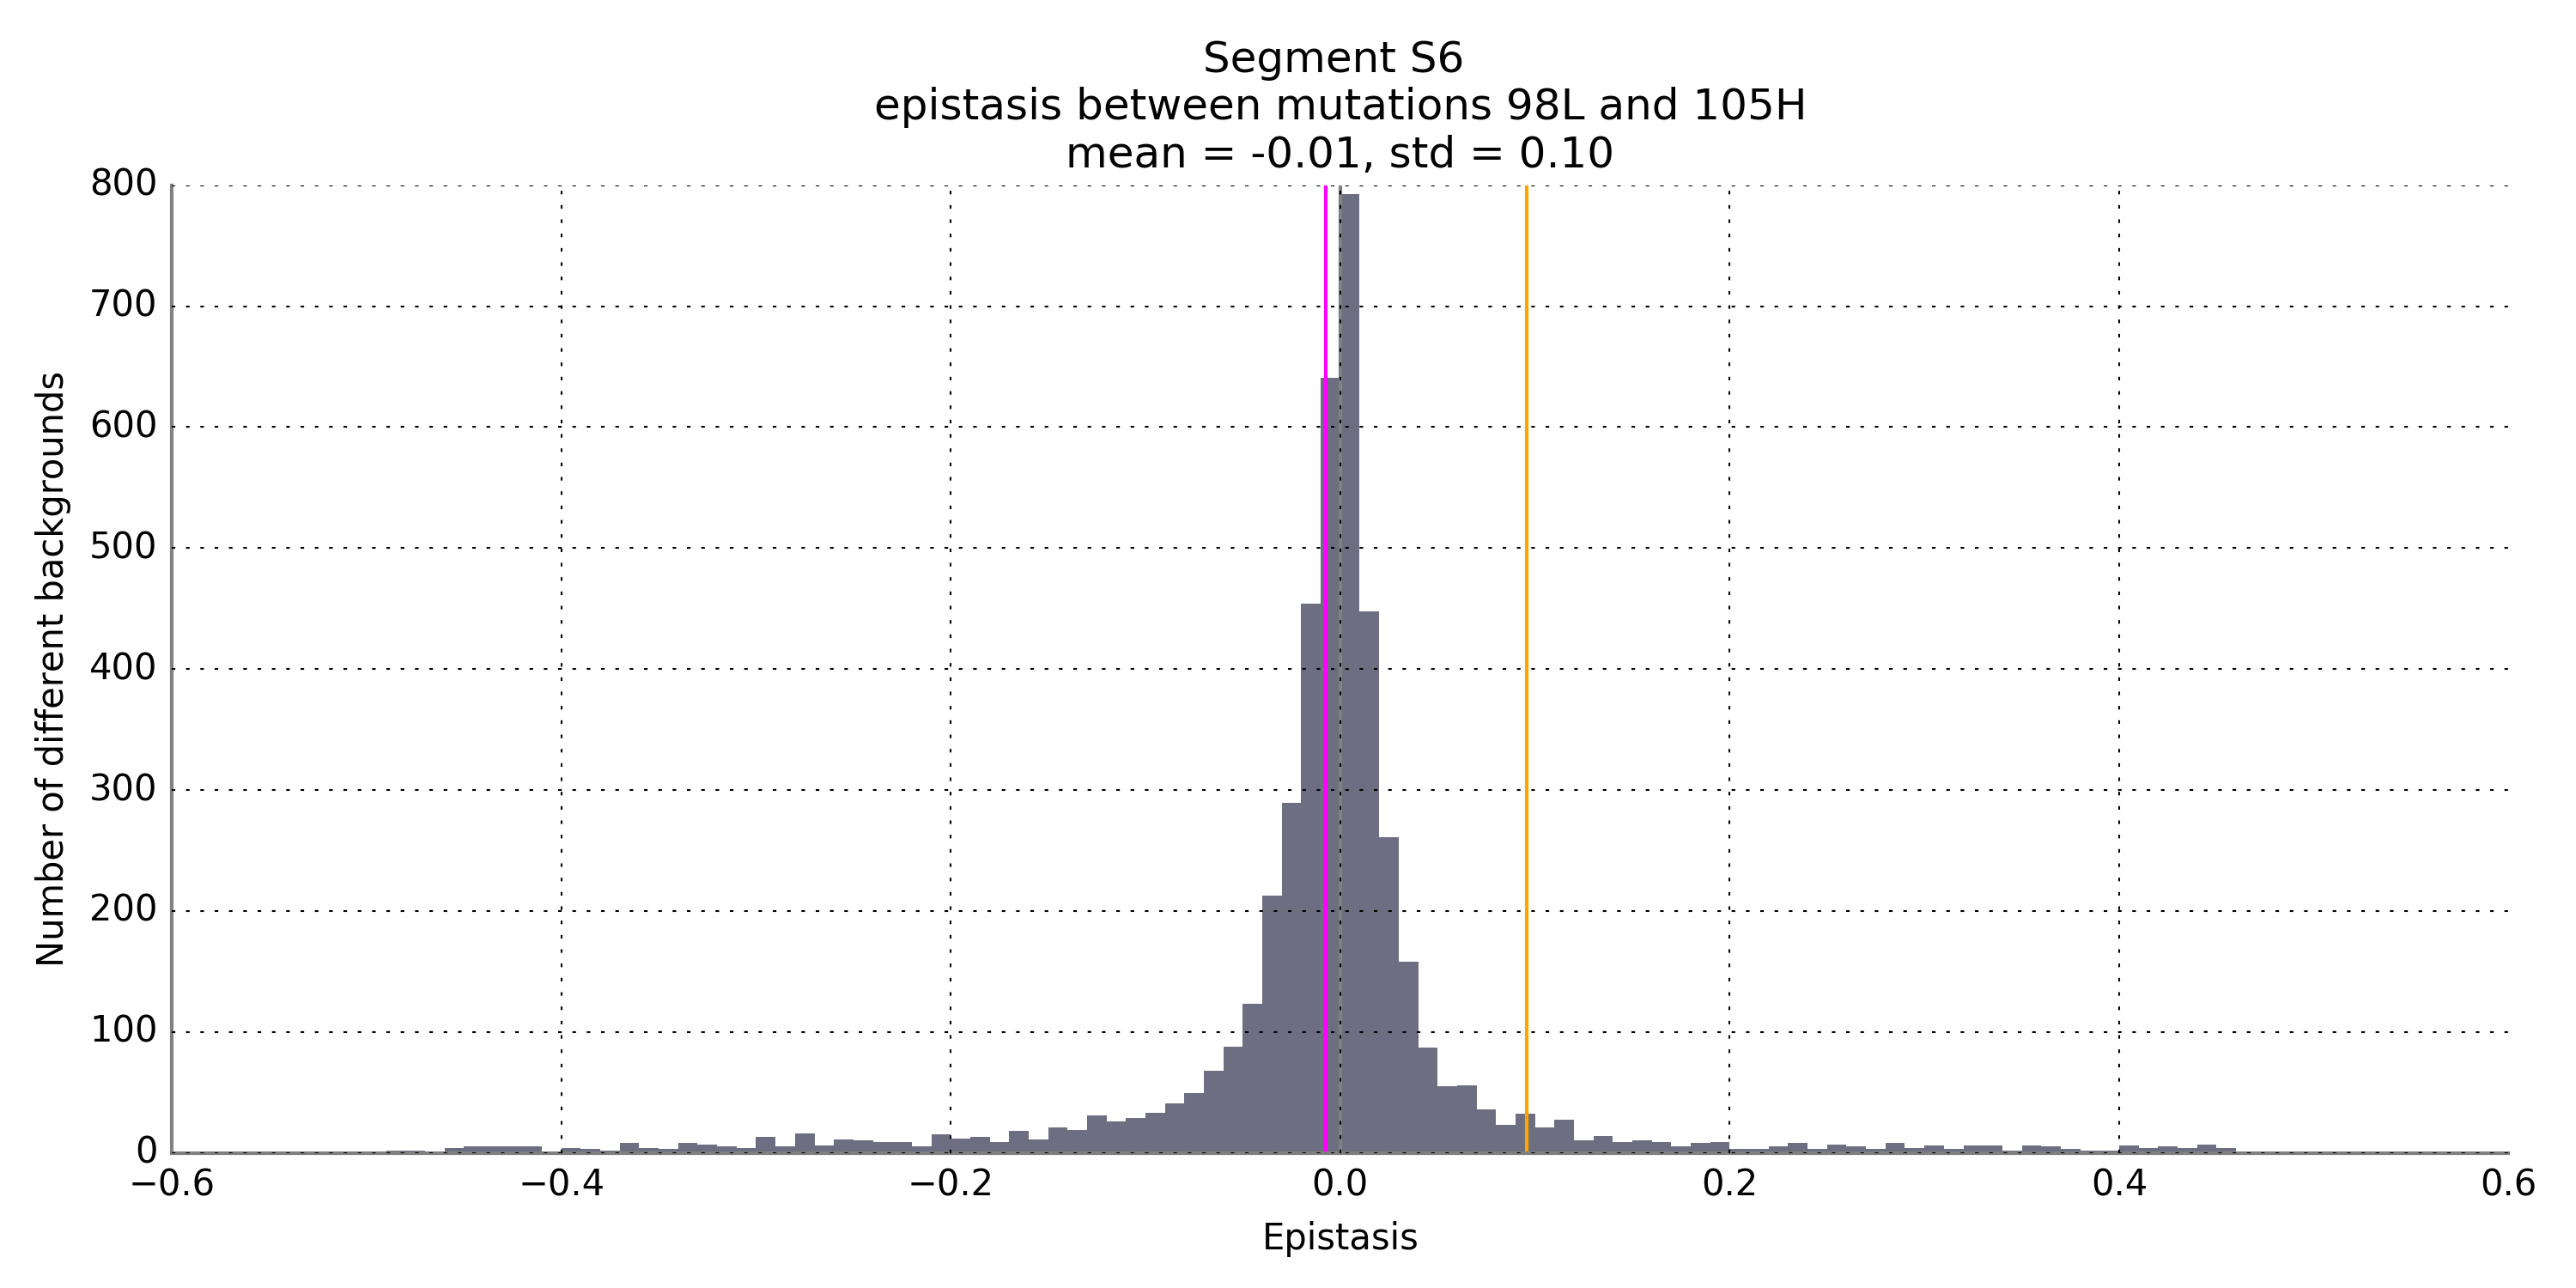 Segment S6
epistasis between mutations 98L and 105H
mean = -0.01, std = 0.10
Number of different backgrounds
800
700
600
500
400
300
200
100
0
−0.6 −0.4 −0.2 0.0 0.2 0.4 0.6
Epistasis